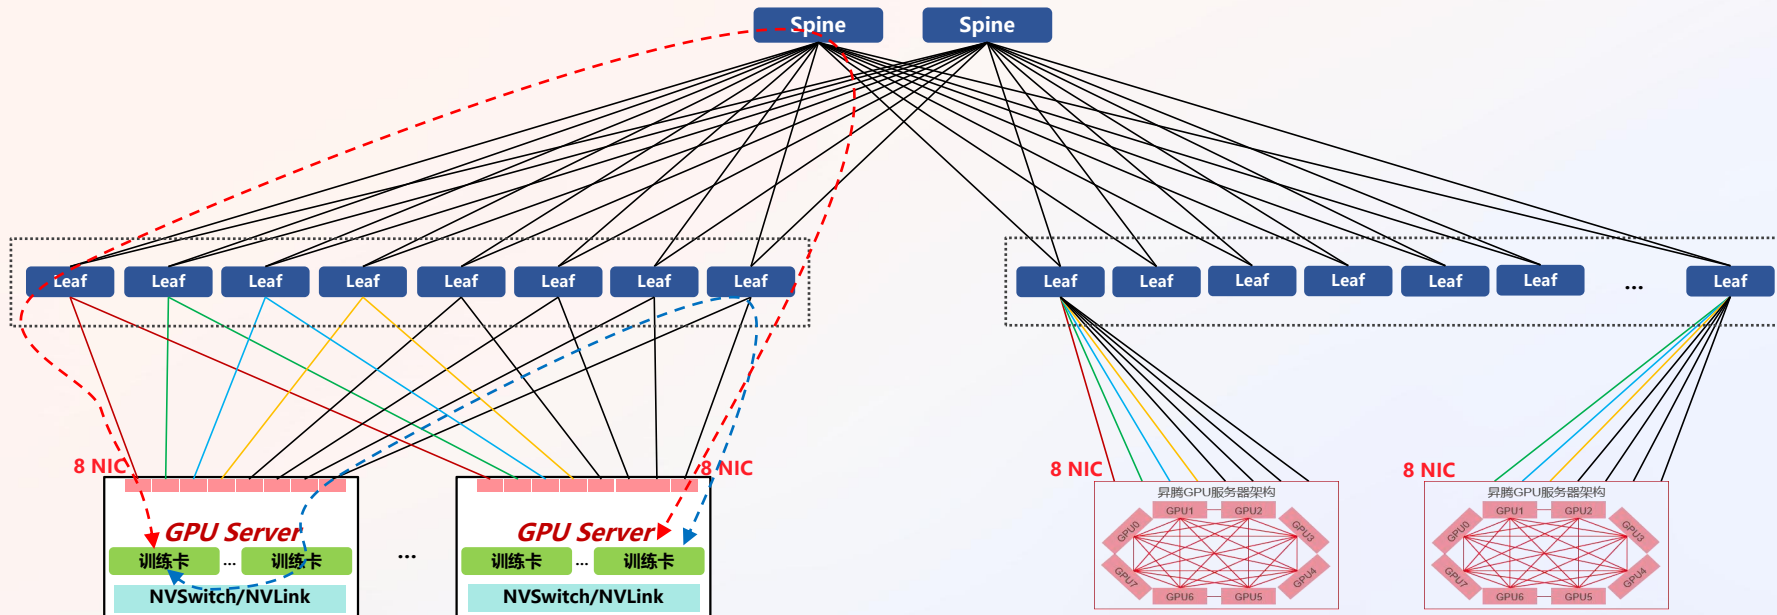 Spine
Spine
Leaf
Leaf
Leaf
Leaf
Leaf
Leaf
Leaf
Leaf
Leaf
Leaf
Leaf
Leaf
Leaf
Leaf
...
Leaf
8 NIC
GPU Server
训练卡
...
训练卡
NVSwitch/NVLink
...
8 NIC
GPU Server
训练卡
...
训练卡
NVSwitch/NVLink
8 NIC
昇腾GPU服务器架构
GPU1
GPU2
GPU0
GPU3
GPU7
GPU4
GPU6
GPU5
8 NIC
昇腾GPU服务器架构
GPU1
GPU2
GPU0
GPU3
GPU7
GPU4
GPU6
GPU5